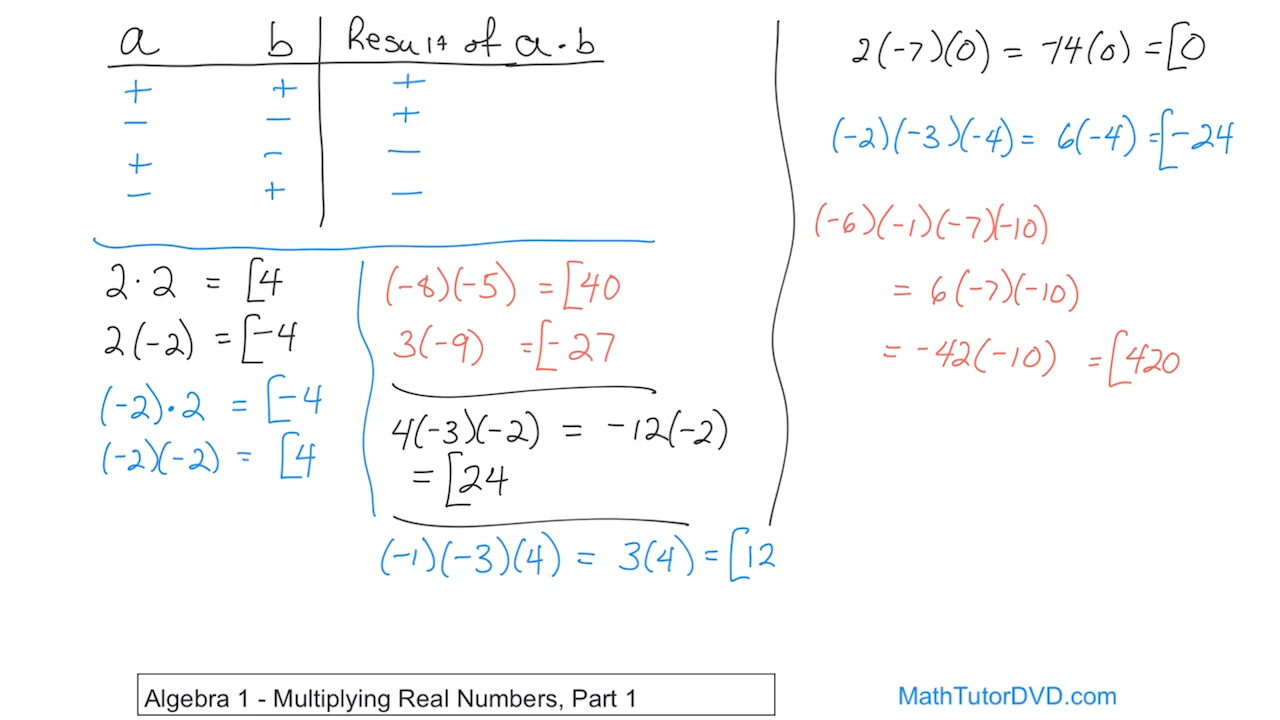 a b Result of a·b
+ + +
− − +
+ − −
− + −
2·2 = [4
2(-2) = [-4
(-2)·2 = [-4
(-2)(-2) = [4
(-8)(-5) = [40
3(-9) = [-27
4(-3)(-2) = -12(-2)
= [24
(-1)(-3)(4) = 3(4) = [12
2(-7)(0) = -14(0) = [0
(-2)(-3)(-4) = 6(-4) = [-24
(-6)(-1)(-7)(-10)
= 6(-7)(-10)
= -42(-10) = [420
Algebra 1 - Multiplying Real Numbers, Part 1
MathTutorDVD.com